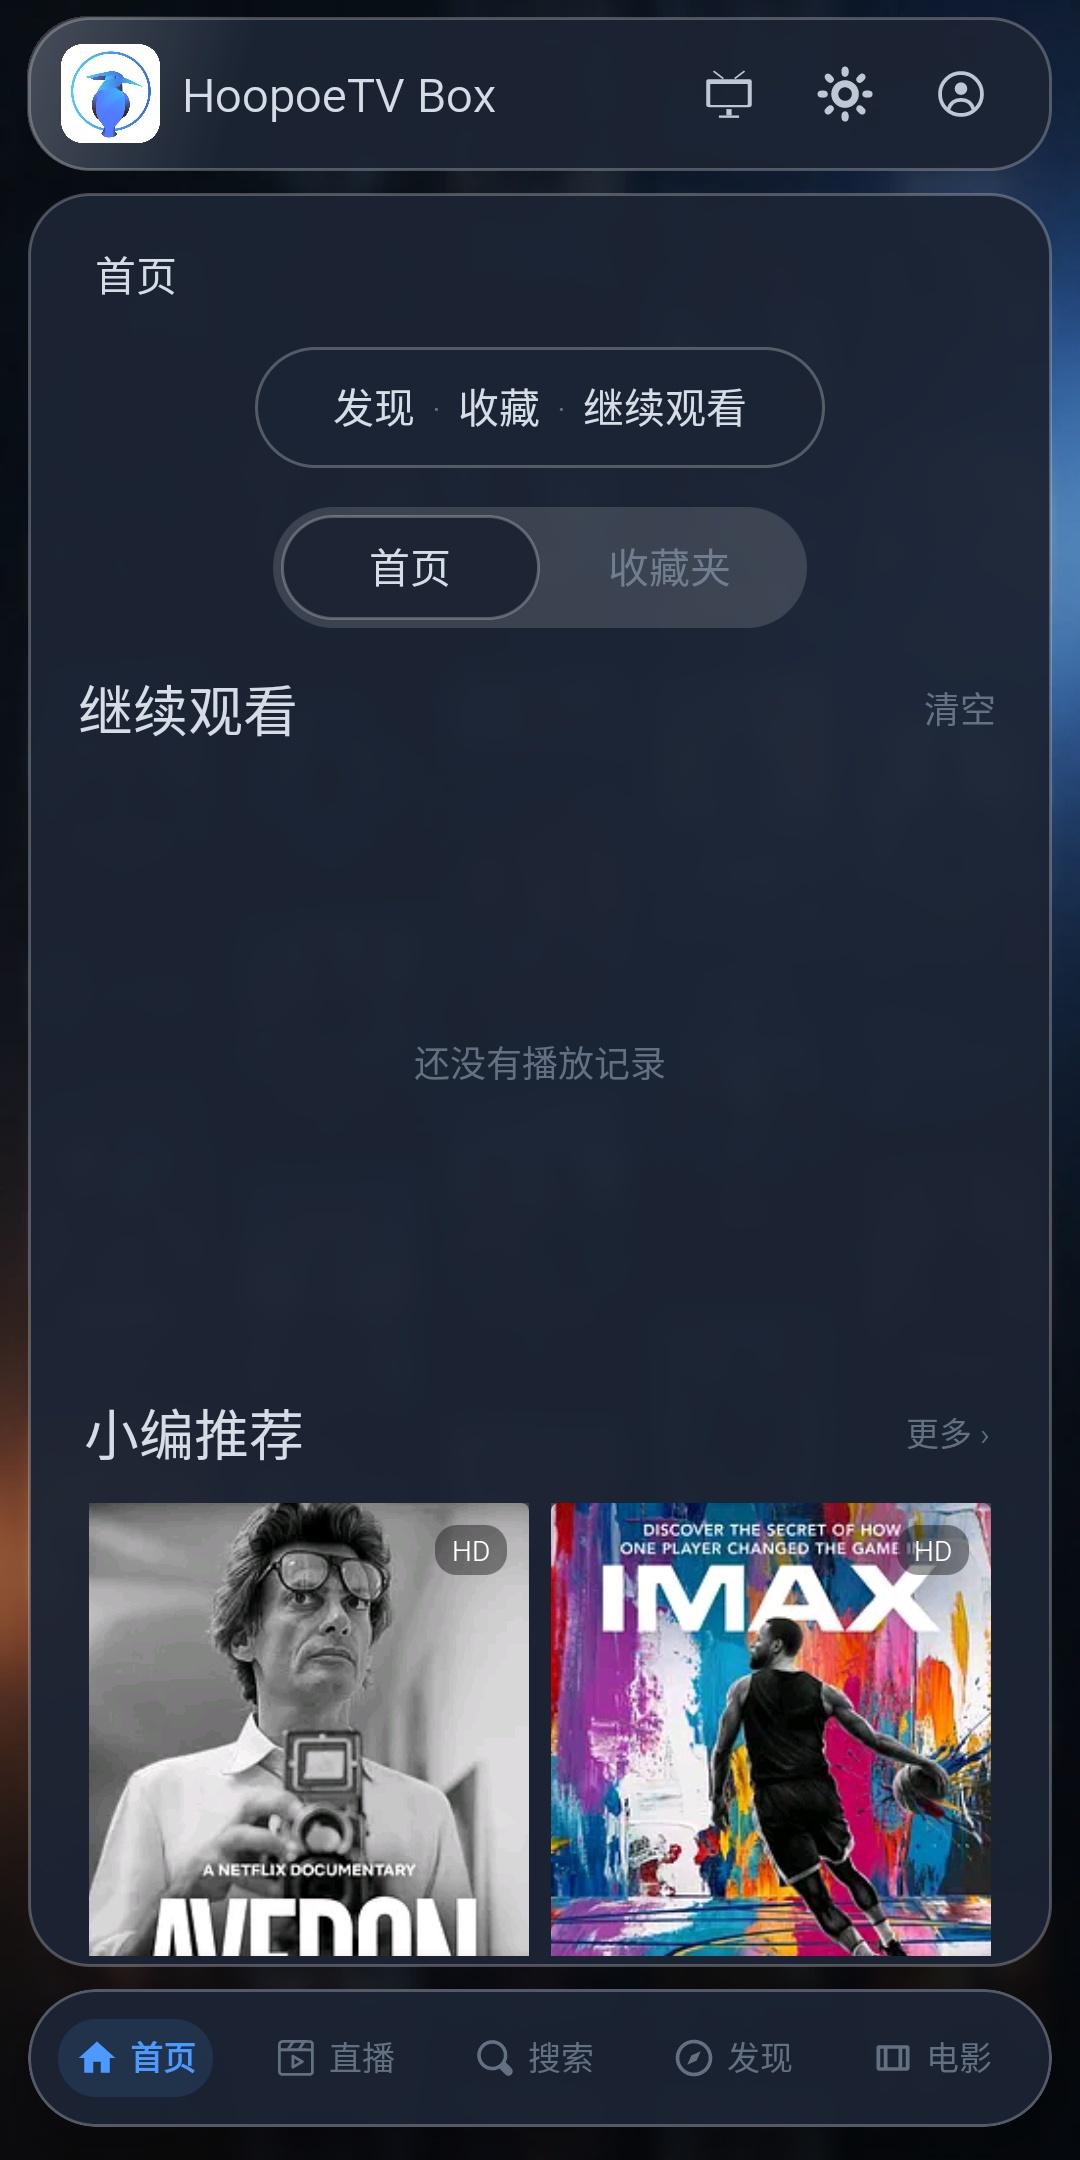 HoopoeTV Box
首页
发现 · 收藏 · 继续观看
首页 收藏夹
继续观看 清空
还没有播放记录
小编推荐 更多 ›
HD
A NETFLIX DOCUMENTARY
AVEDON
DISCOVER THE SECRET OF HOW
ONE PLAYER CHANGED THE GAME
HD
IMAX
首页 直播 搜索 发现 电影